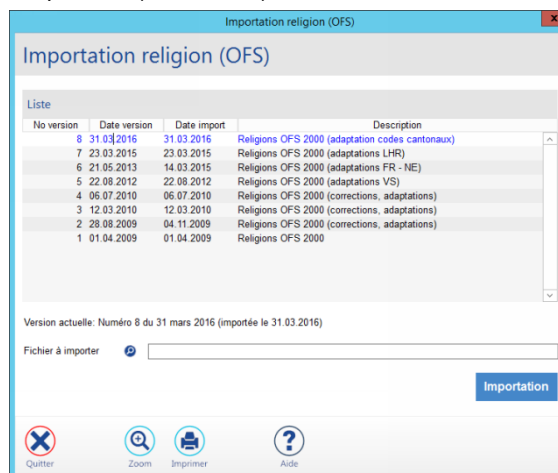 Importation religion (OFS)
x
Importation religion (OFS)
Liste
No version Date version Date import Description
8 31.03.2016 31.03.2016 Religions OFS 2000 (adaptation codes cantonaux)
7 23.03.2015 23.03.2015 Religions OFS 2000 (adaptations LHR)
6 21.05.2013 14.03.2015 Religions OFS 2000 (adaptations FR - NE)
5 22.08.2012 22.08.2012 Religions OFS 2000 (adaptations VS)
4 06.07.2010 06.07.2010 Religions OFS 2000 (corrections, adaptations)
3 12.03.2010 12.03.2010 Religions OFS 2000 (corrections, adaptations)
2 28.08.2009 04.11.2009 Religions OFS 2000 (corrections, adaptations)
1 01.04.2009 01.04.2009 Religions OFS 2000
Version actuelle: Numéro 8 du 31 mars 2016 (importée le 31.03.2016)
Fichier à importer
Importation
Quitter Zoom Imprimer Aide